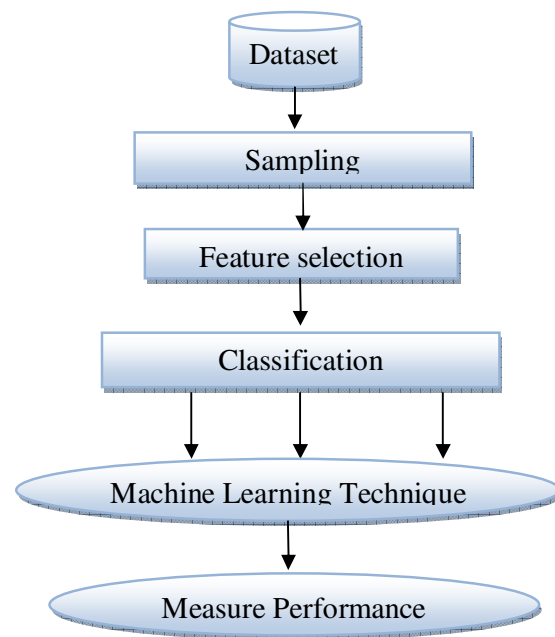 Dataset
Sampling
Feature selection
Classification
Machine Learning Technique
Measure Performance